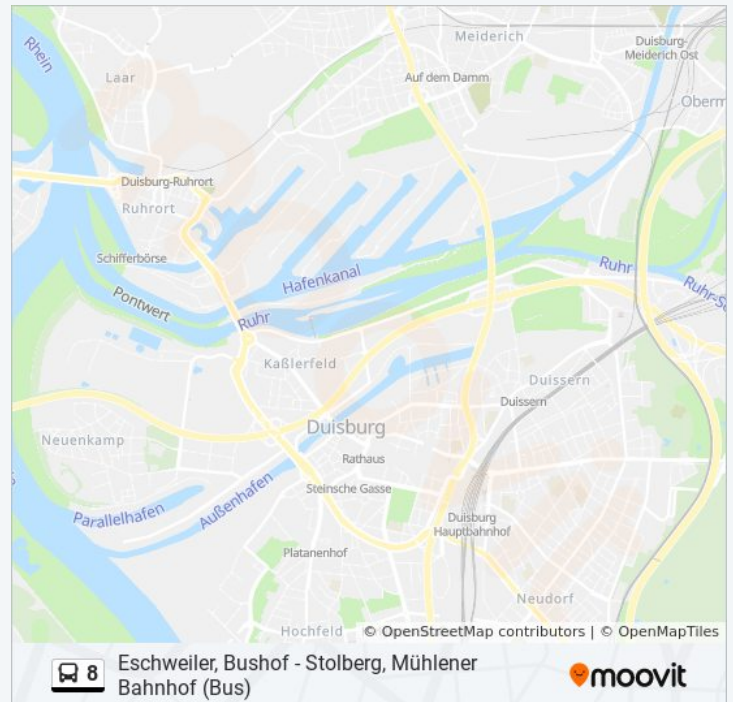 Rhein
Laar
Meiderich
Duisburg-
Meiderich Ost
Auf dem Damm
Duisburg-Ruhrort
Ruhrort
Schifferbörse
Hafenkanal
Pontwert
Ruhr
Ruhr
Kaßlerfeld
Duissern
Duissern
Duisburg
Neuenkamp
Rathaus
Steinsche Gasse
Parallelhafen
Außenhafen
Duisburg
Hauptbahnhof
Platanenhof
Neudorf
Hochfeld
© OpenStreetMap contributors | © OpenMapTiles
8
Eschweiler, Bushof - Stolberg, Mühlener
Bahnhof (Bus)
moovit